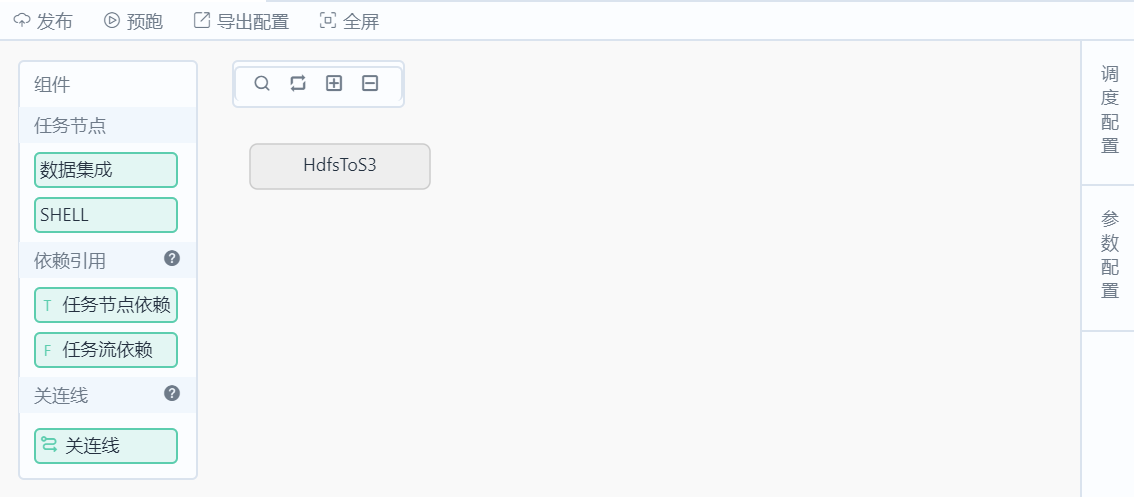 发布 预跑 导出配置 全屏
组件
任务节点
数据集成
SHELL
依赖引用
T 任务节点依赖
F 任务流依赖
关连线
关连线
HdfsToS3
调度配置
参数配置